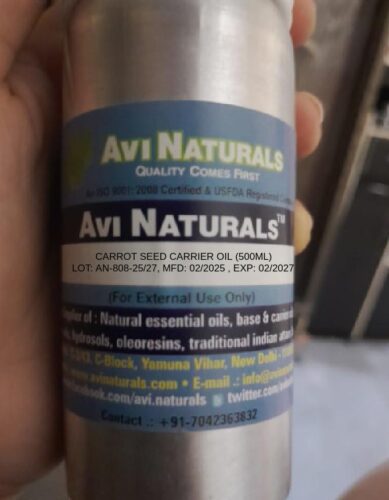 AVI NATURALS
QUALITY COMES FIRST
An ISO 9001: 2008 Certified & USFDA Registered
AVI NATURALS™
CARROT SEED CARRIER OIL (500ML)
LOT: AN-808-25/27, MFD: 02/2025 , EXP: 02/2027
(For External Use Only)
of : Natural essential oils, base & carrier
hydrosols, oleoresins, traditional indian
C-Block, Yamuna Vihar, New Delhi
www.avinaturals.com • E-mail .: info@
facebook.com/avi.naturals twitter.com/
Contact .: +91-7042363832